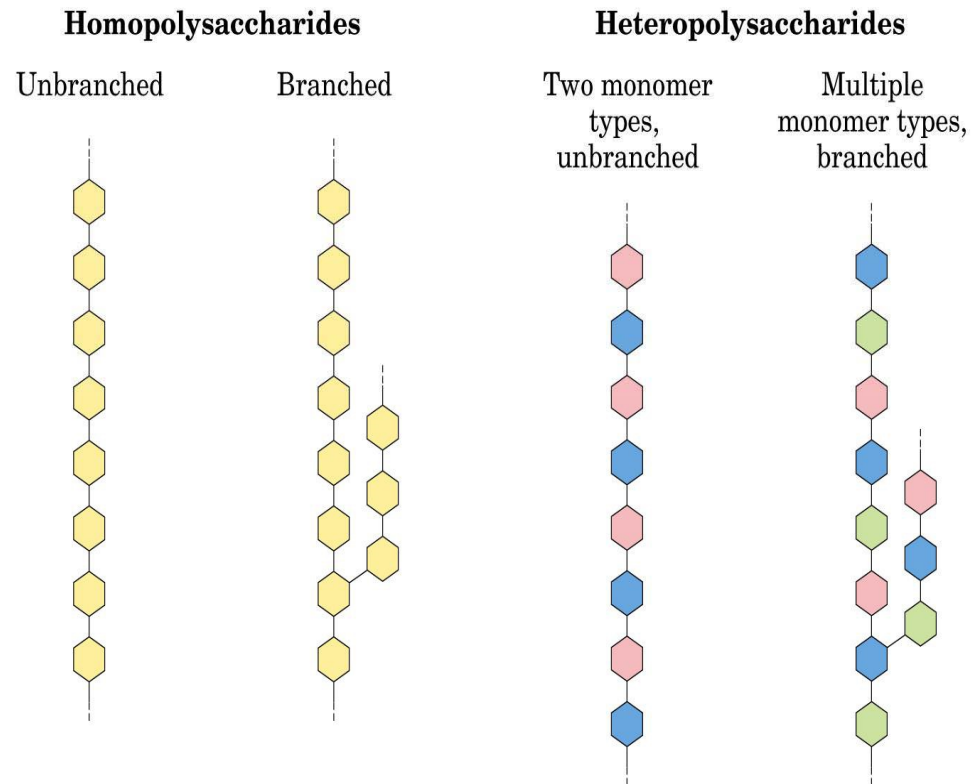 Homopolysaccharides
Unbranched
Branched
Heteropolysaccharides
Two monomer
types,
unbranched
Multiple
monomer types,
branched